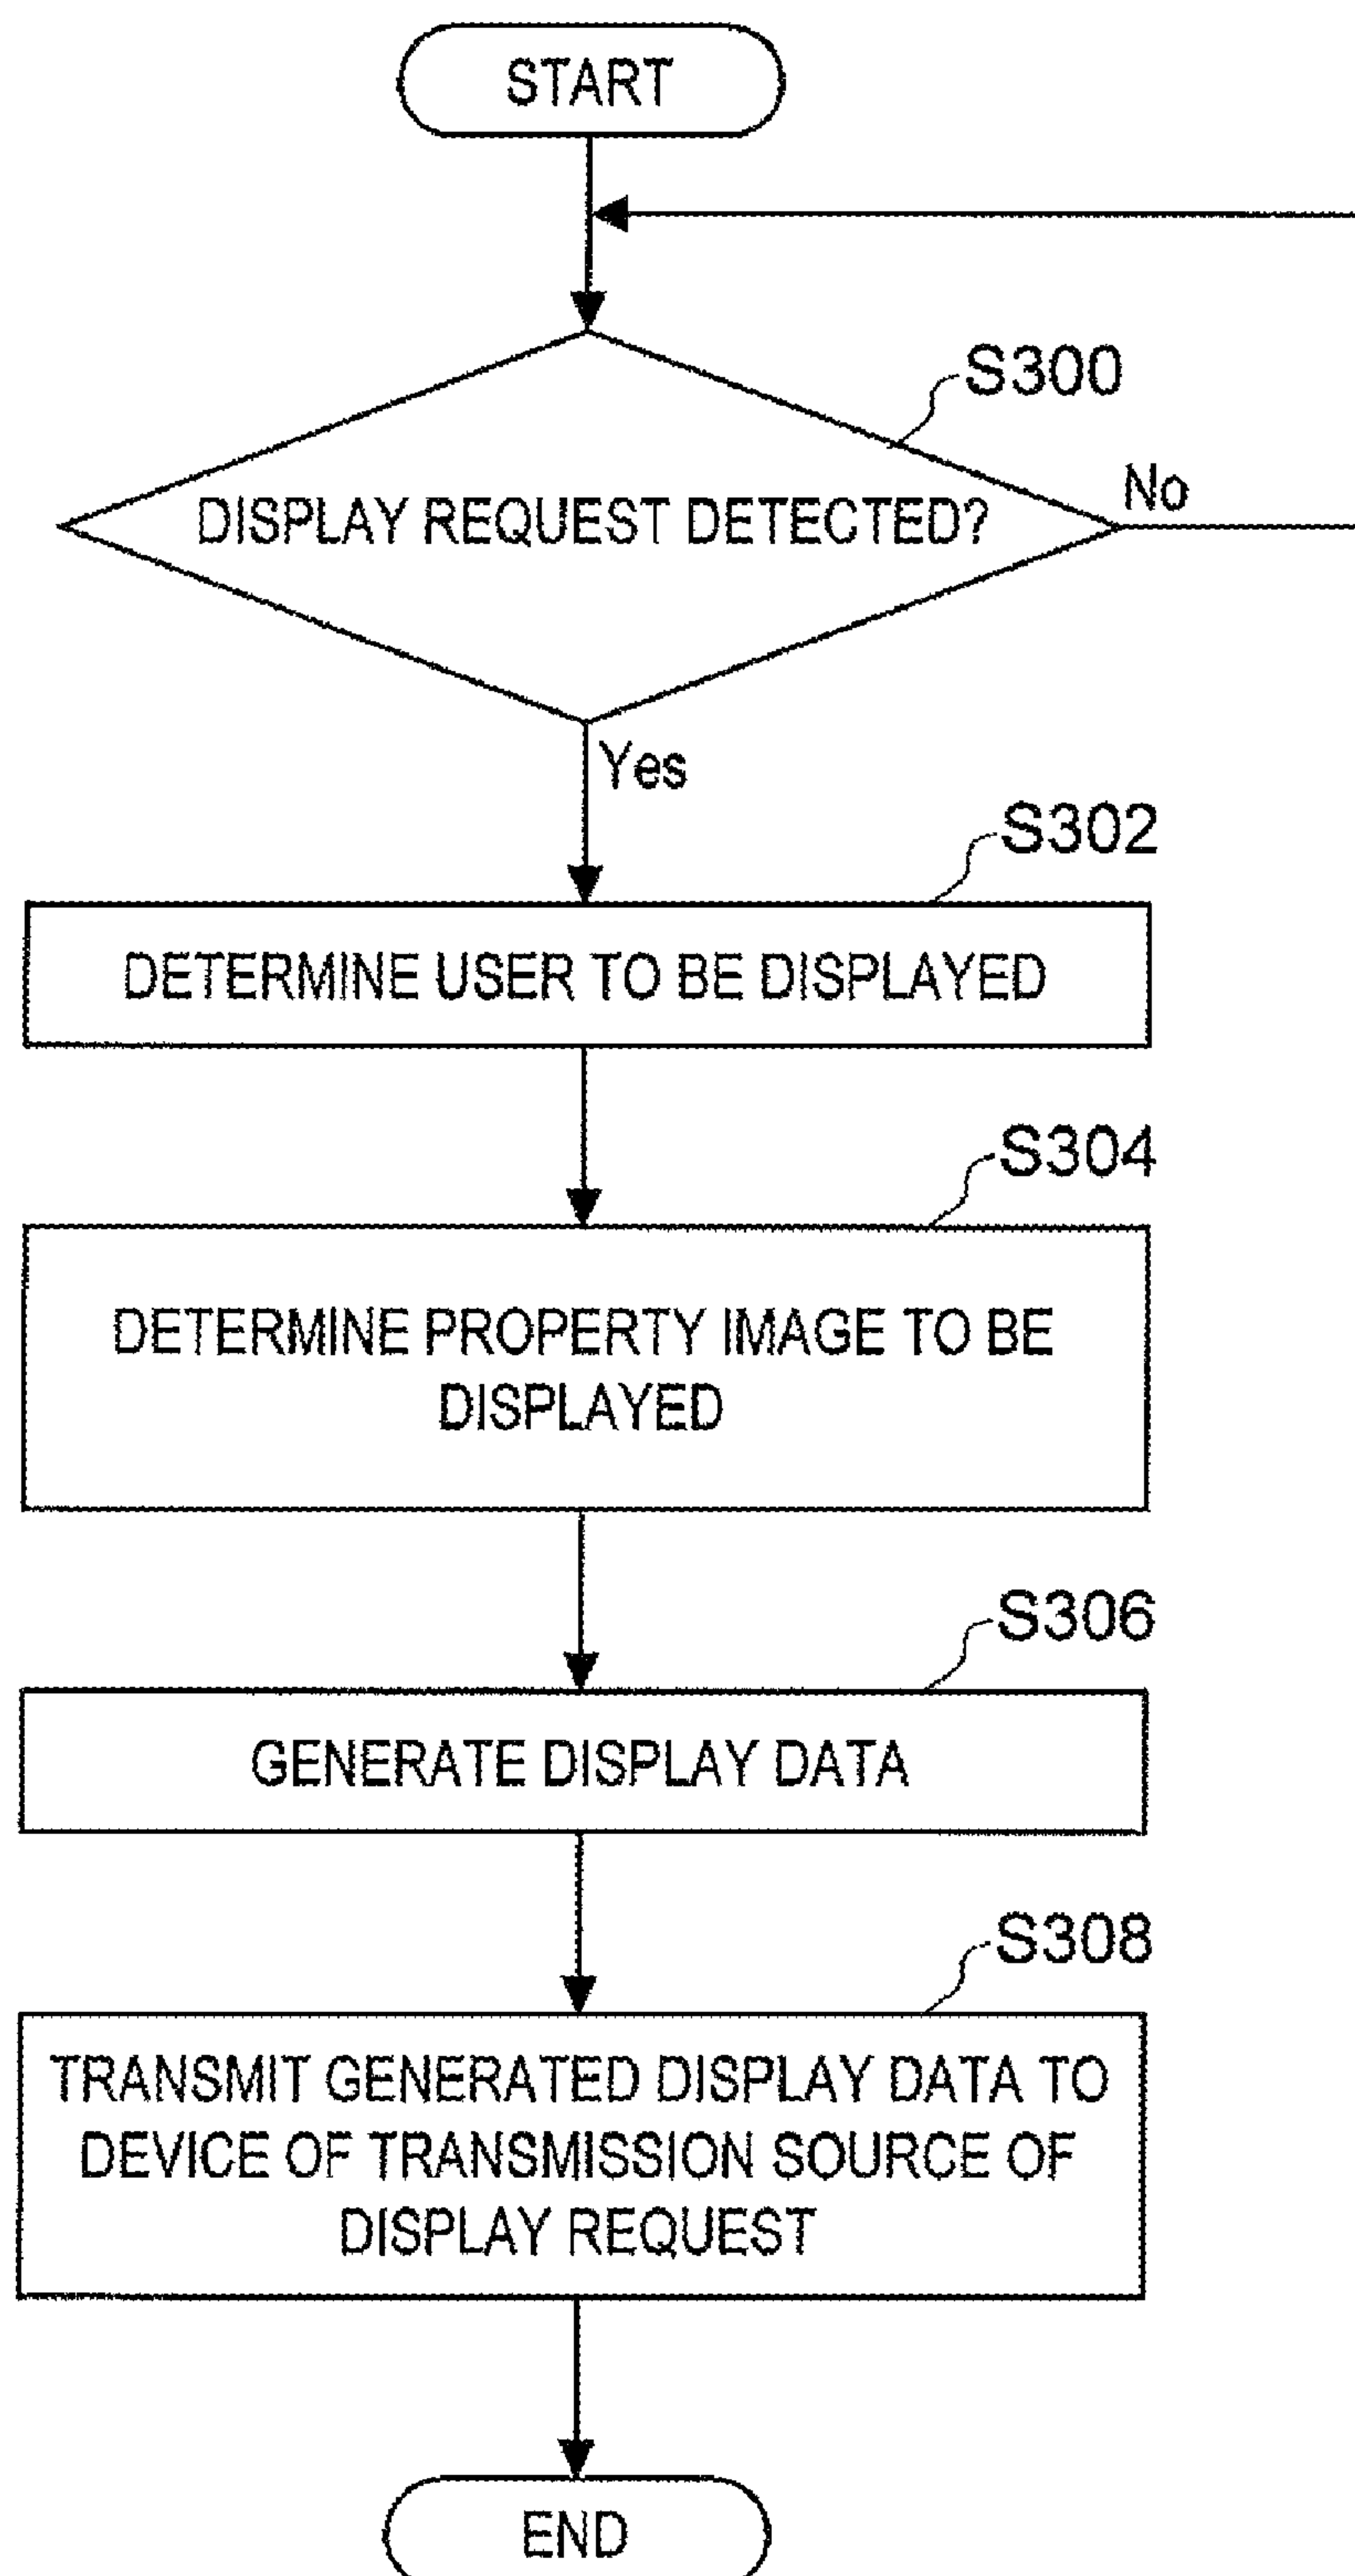 START
S300
DISPLAY REQUEST DETECTED?
No
Yes
S302
DETERMINE USER TO BE DISPLAYED
S304
DETERMINE PROPERTY IMAGE TO BE
DISPLAYED
S306
GENERATE DISPLAY DATA
S308
TRANSMIT GENERATED DISPLAY DATA TO
DEVICE OF TRANSMISSION SOURCE OF
DISPLAY REQUEST
END